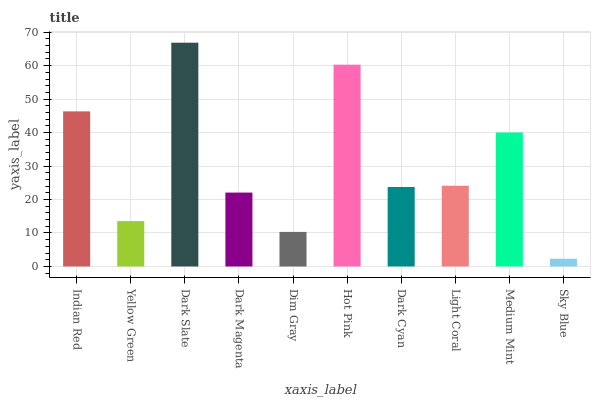 title
70
60
50
40
30
20
10
0
yaxis_label
Indian Red
Yellow Green
Dark Slate
Dark Magenta
Dim Gray
Hot Pink
Dark Cyan
Light Coral
Medium Mint
Sky Blue
xaxis_label